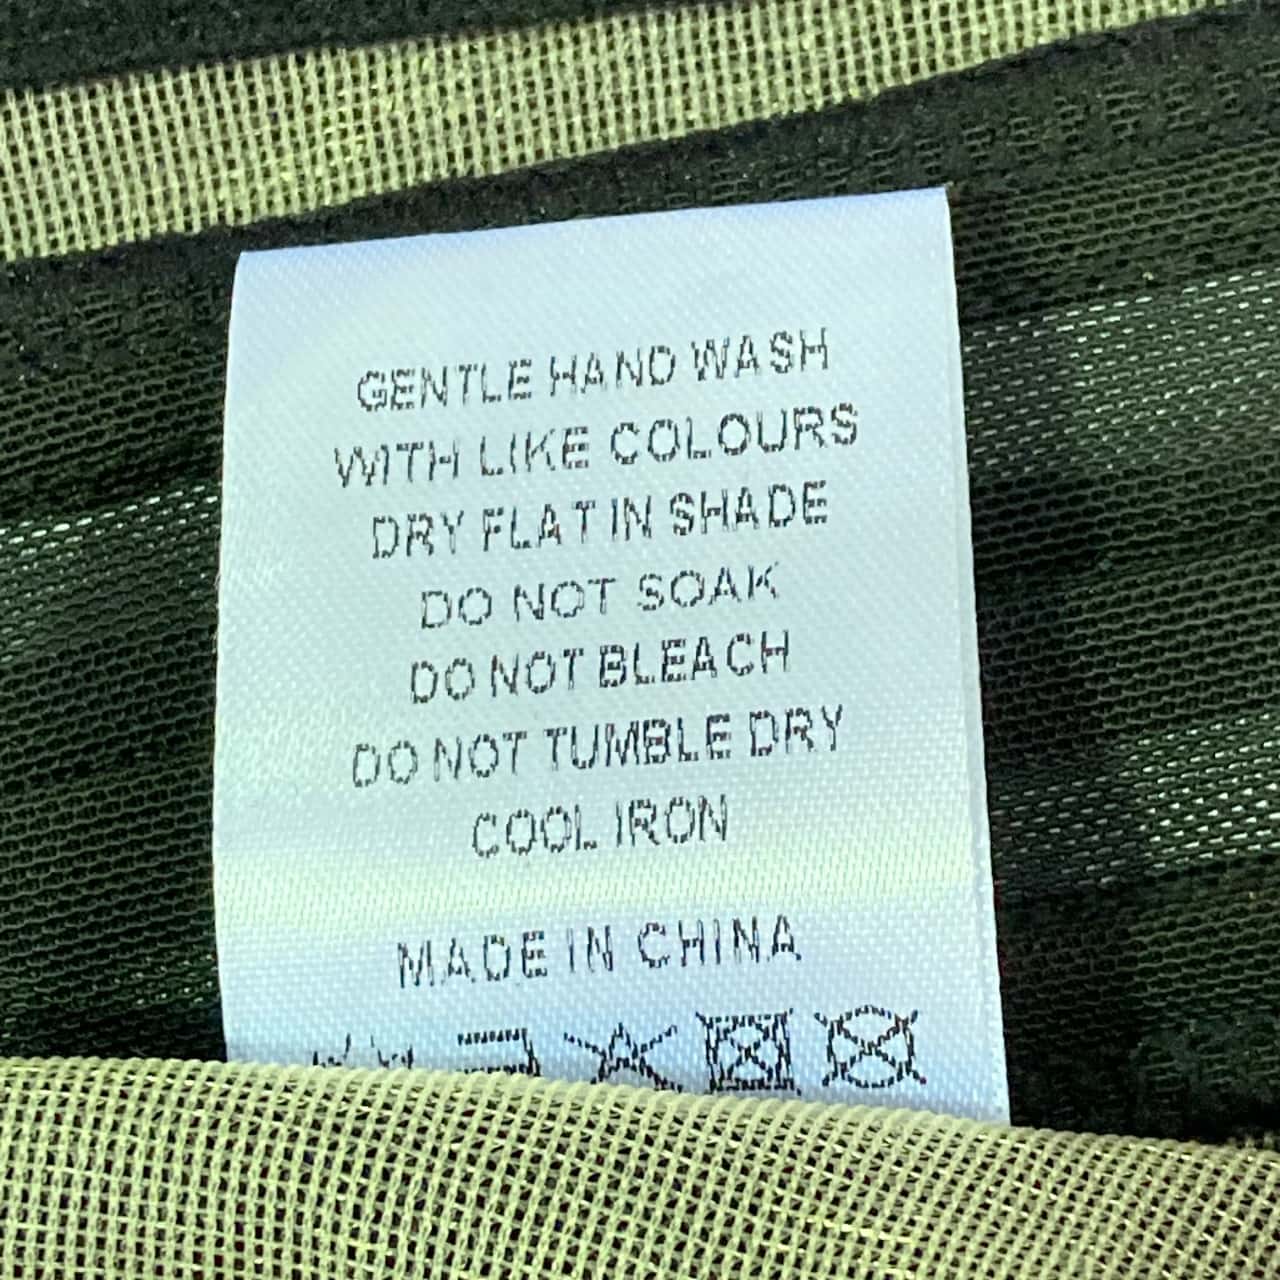 GENTLE HAND WASH
WITH LIKE COLOURS
DRY FLAT IN SHADE
DO NOT SOAK
DO NOT BLEACH
DO NOT TUMBLE DRY
COOL IRON
MADE IN CHINA